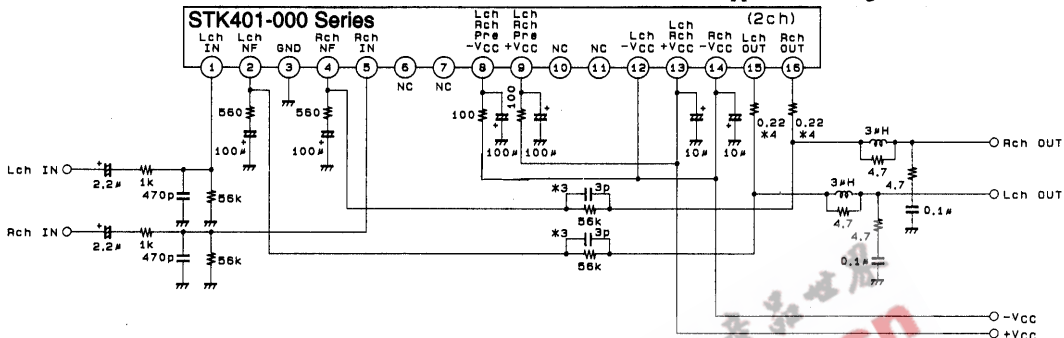 STK401-000 Series
(2ch)
Lch IN
Lch NF
GND
Rch NF
Rch IN
Lch Rch Pre -VCC
Lch Rch Pre +VCC
NC
NC
Lch -VCC
Lch Rch +VCC
Rch -VCC
Lch OUT
Rch OUT
1 2 3 4 5 6 7 8 9 10 11 12 13 14 15 16
NC NC
560
100μ
560
100μ
100
100μ
100
100μ
10μ
10μ
0.22 *4
0.22 *4
3μH
4.7
4.7
0.1μ
Rch OUT
3μH
4.7
4.7
0.1μ
Lch OUT
Lch IN
2.2μ
1k
470p
56k
Rch IN
2.2μ
1k
470p
56k
*3 3p
56k
*3 3p
56k
-VCC
+VCC